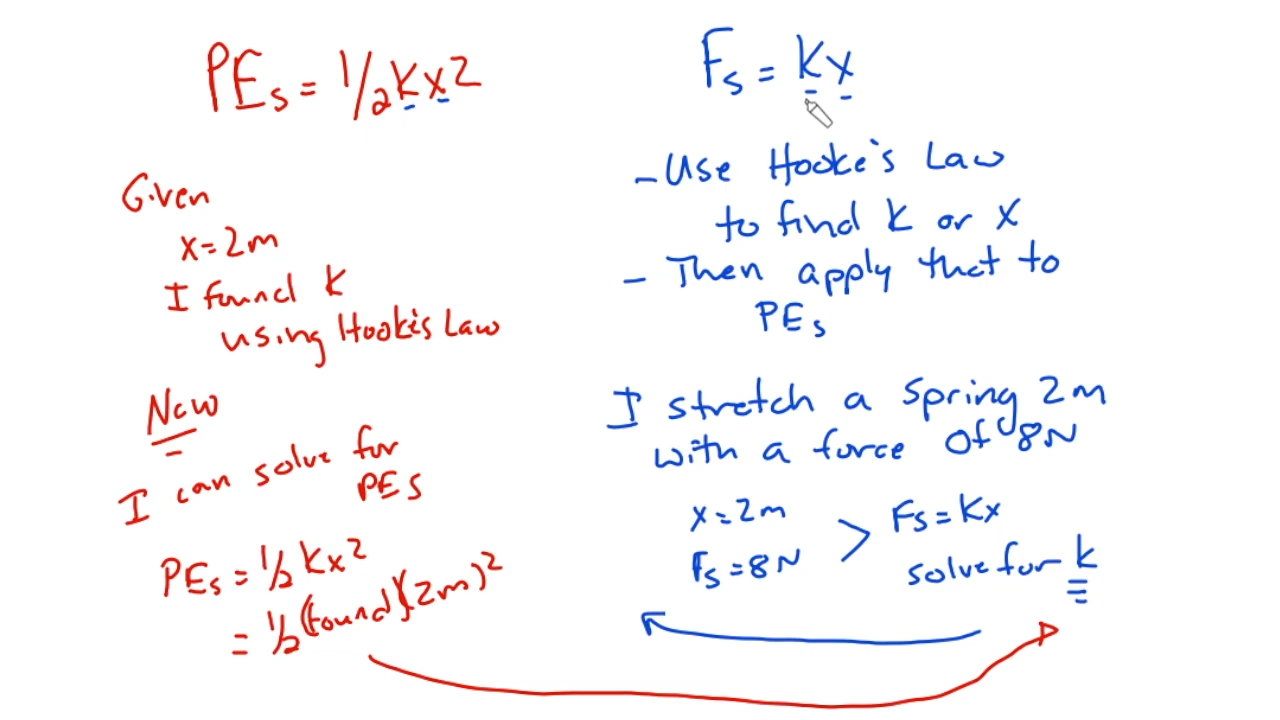 PEs = 1/2 kx2
Given
x = 2m
I found k
using Hooke's Law
Now
I can solve for
PEs
PEs = 1/2 kx²
= 1/2 (found)(2m)²
Fs = kx
- Use Hooke's Law
to find k or x
- Then apply that to
PEs
I stretch a spring 2m
with a force of 8N
x = 2m
Fs = 8N
>
Fs = kx
solve for k